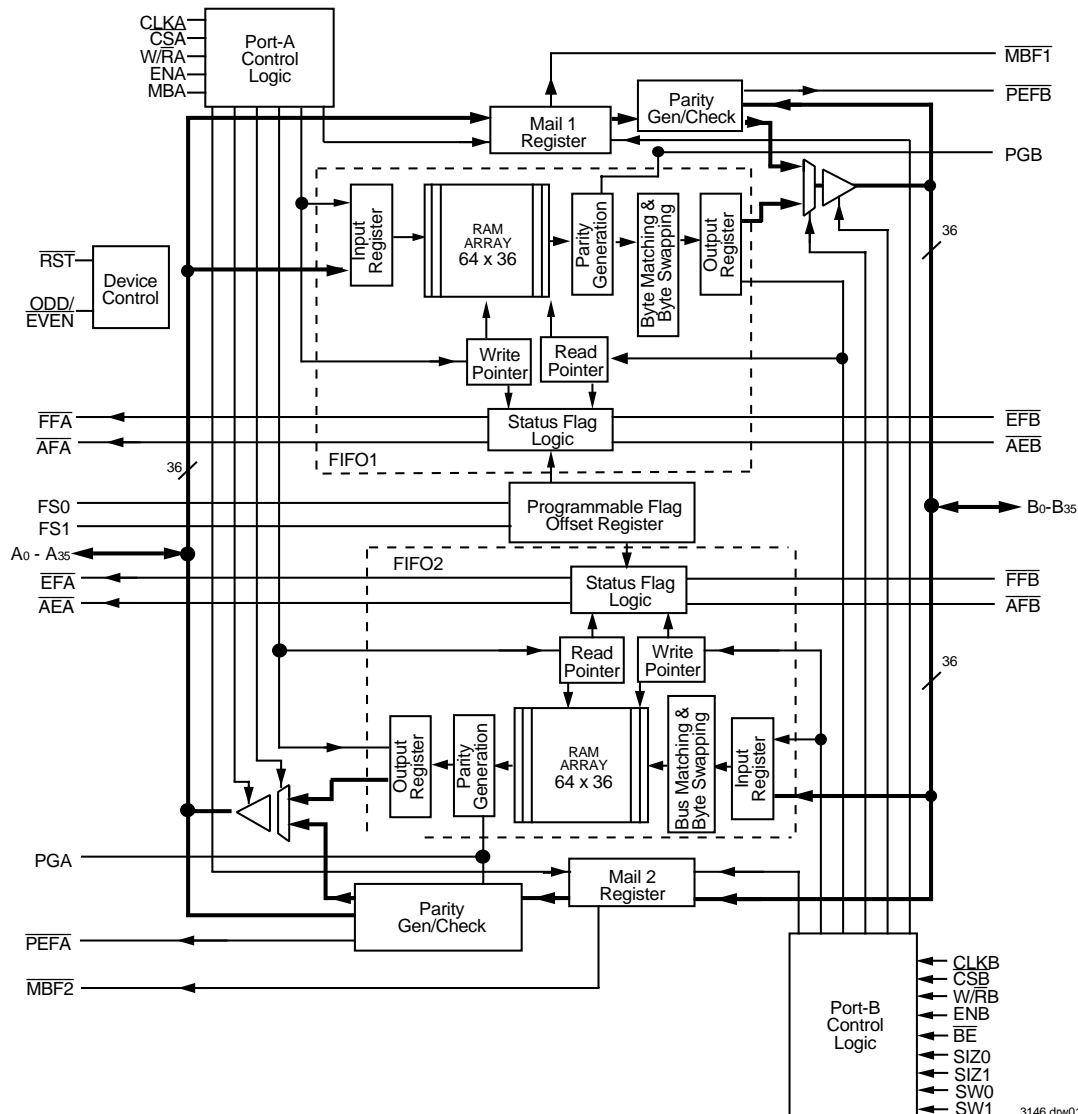 CLKA
CSA
W/RA
ENA
MBA
Port-A
Control
Logic
MBF1
PEFB
PGB
Mail 1
Register
Parity
Gen/Check
Input
Register
RAM
ARRAY
64 x 36
Parity
Generation
Byte Matching &
Byte Swapping
Output
Register
36
RST
ODD/
EVEN
Device
Control
Write
Pointer
Read
Pointer
FFA
AFA
Status Flag
Logic
EFB
AEB
FIFO1
36
FS0
FS1
Programmable Flag
Offset Register
A0 - A35
B0-B35
FIFO2
EFA
AEA
Status Flag
Logic
FFB
AFB
Read
Pointer
Write
Pointer
36
Output
Register
Parity
Generation
RAM
ARRAY
64 x 36
Bus Matching &
Byte Swapping
Input
Register
PGA
Mail 2
Register
Parity
Gen/Check
PEFA
MBF2
Port-B
Control
Logic
CLKB
CSB
W/RB
ENB
BE
SIZ0
SIZ1
SW0
SW1
3146 drw01